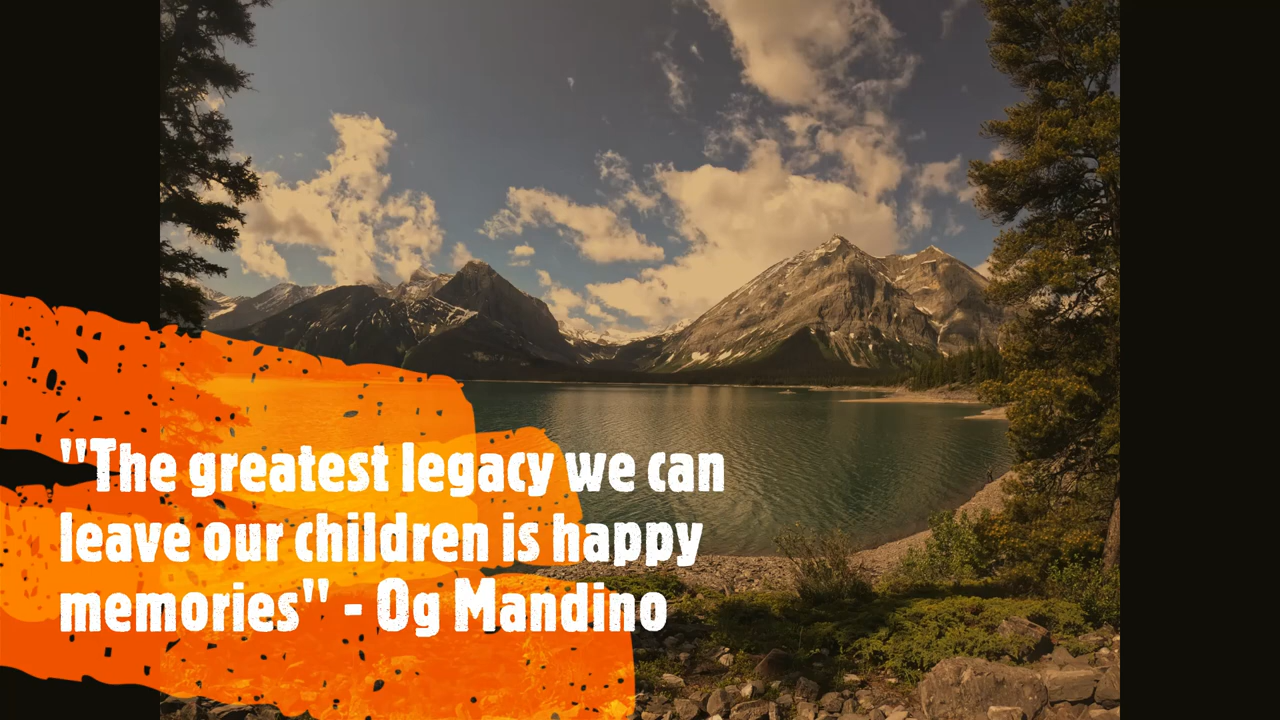 "The greatest legacy we can
leave our children is happy
memories" - Og Mandino